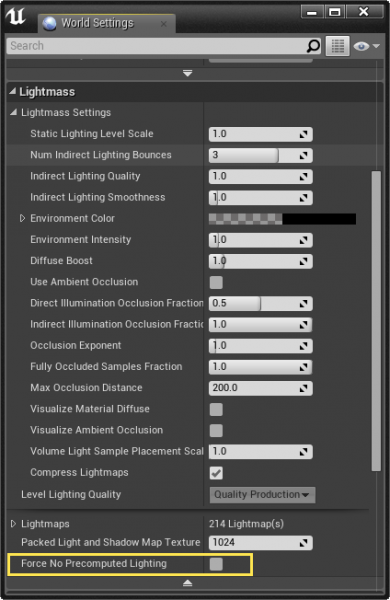 World Settings
Search
Lightmass
Lightmass Settings
Static Lighting Level Scale 1.0
Num Indirect Lighting Bounces 3
Indirect Lighting Quality 1.0
Indirect Lighting Smoothness 1.0
Environment Color
Environment Intensity 1.0
Diffuse Boost 1.0
Use Ambient Occlusion
Direct Illumination Occlusion Fraction 0.5
Indirect Illumination Occlusion Fractic 1.0
Occlusion Exponent 1.0
Fully Occluded Samples Fraction 1.0
Max Occlusion Distance 200.0
Visualize Material Diffuse
Visualize Ambient Occlusion
Volume Light Sample Placement Scal 1.0
Compress Lightmaps
Level Lighting Quality Quality Production
Lightmaps 214 Lightmap(s)
Packed Light and Shadow Map Texture 1024
Force No Precomputed Lighting